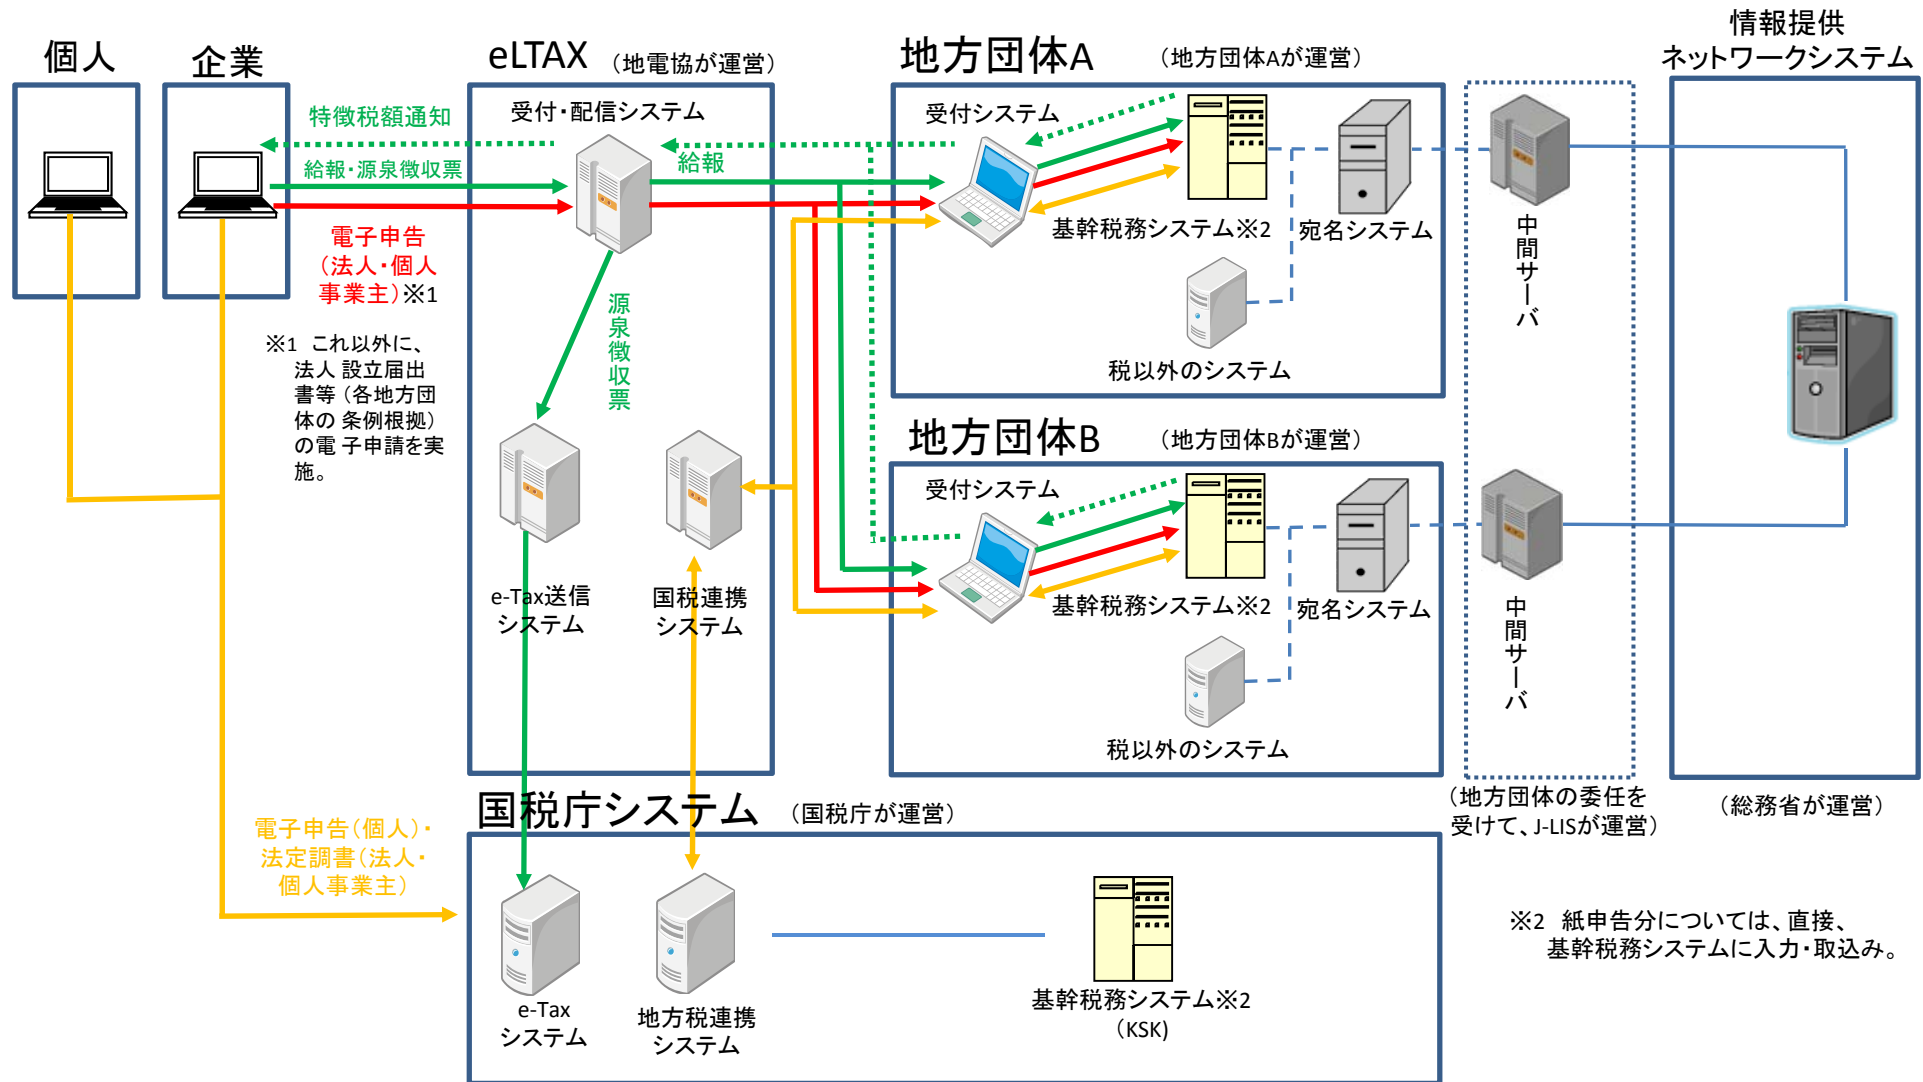 個人
企業
eLTAX
（地電協が運営）
地方団体A
（地方団体Aが運営）
情報提供
ネットワークシステム
特徴税額通知
給報・源泉徴収票
電子申告
（法人・個人
事業主）※1
※1　これ以外に、
法人 設立届出
書等 （各地方団
体の 条例根拠）
の電 子申請を実
施。
受付・配信システム
給報
源泉徴収票
e-Tax送信
システム
国税連携
システム
受付システム
基幹税務システム※2
宛名システム
税以外のシステム
中間サーバ
地方団体B
（地方団体Bが運営）
受付システム
基幹税務システム※2
宛名システム
税以外のシステム
中間サーバ
（地方団体の委任を
受けて、J-LISが運営）
（総務省が運営）
国税庁システム
（国税庁が運営）
電子申告（個人）・
法定調書（法人・
個人事業主）
e-Tax
システム
地方税連携
システム
基幹税務システム※2
（KSK)
※2　紙申告分については、直接、
基幹税務システムに入力・取込み。